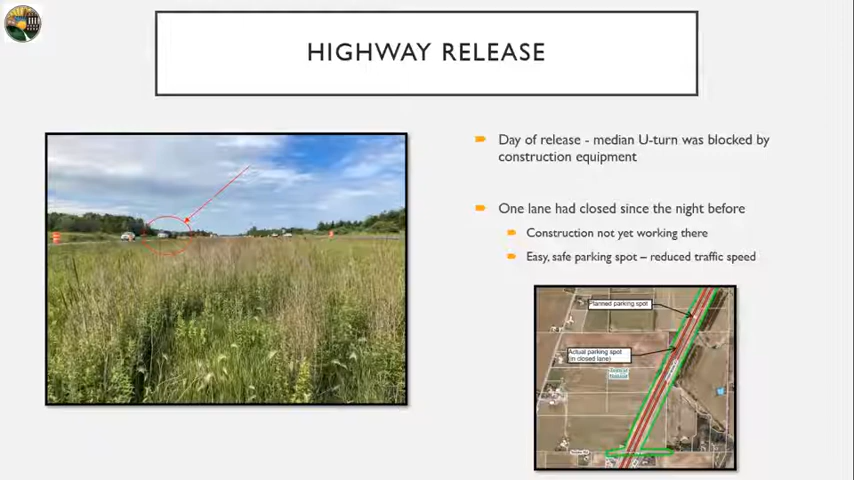 HIGHWAY RELEASE
Day of release - median U-turn was blocked by
construction equipment
One lane had closed since the night before
Construction not yet working there
Easy, safe parking spot – reduced traffic speed
Planned parking spot
Actual parking spot
(in closed lane)